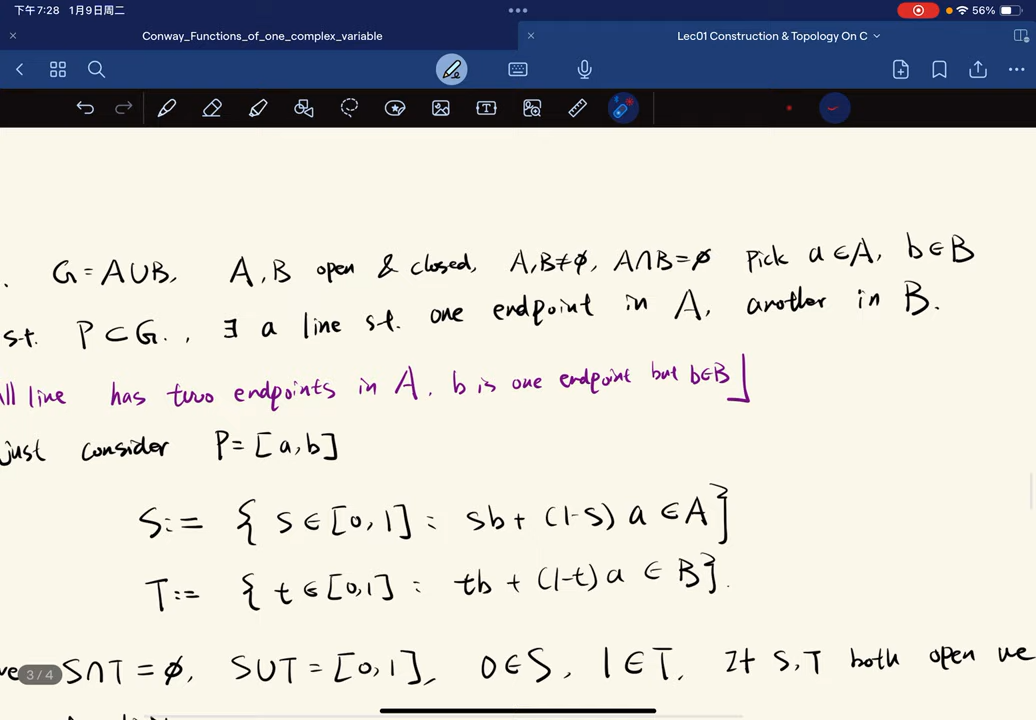 下午7:28 1月9日周二
56%
Conway_Functions_of_one_complex_variable
Lec01 Construction & Topology On C
G = A∪B, A, B open & closed, A,B≠∅, A∩B=∅ Pick a∈A, b∈B
s.t. P⊂G., ∃ a line s.t. one endpoint in A, another in B.
line has two endpoints in A, b is one endpoint but b∈B⌋
just consider P=[a,b]
S:= { s∈[0,1] : sb+(1-s)a ∈A}
T:= { t∈[0,1] : tb+(1-t)a ∈ B}.
3/4 S∩T = ∅, S∪T = [0,1], 0∈S, 1∈T, If S,T both open we